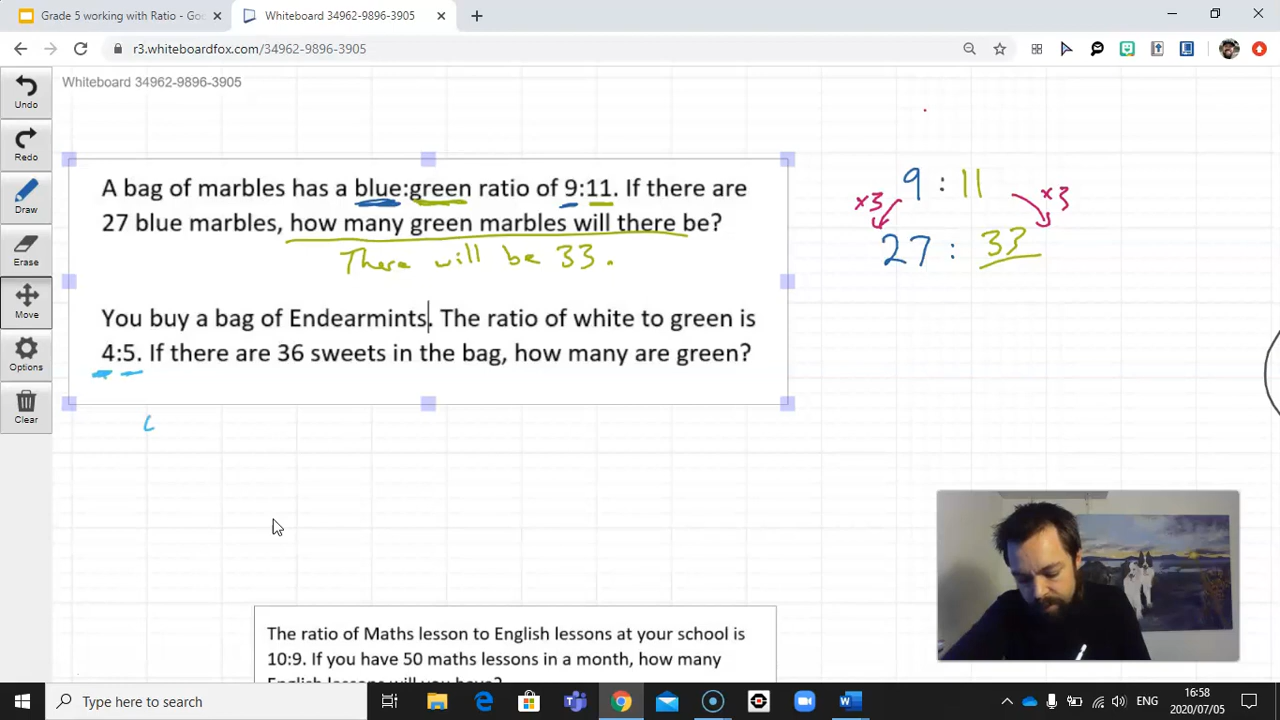 Grade 5 working with Ratio - Goo
Whiteboard 34962-9896-3905
r3.whiteboardfox.com/34962-9896-3905
Whiteboard 34962-9896-3905
Undo
Redo
Draw
Erase
Move
Options
Clear
A bag of marbles has a blue:green ratio of 9:11. If there are
27 blue marbles, how many green marbles will there be?
There will be 33.
You buy a bag of Endearmints. The ratio of white to green is
4:5. If there are 36 sweets in the bag, how many are green?
9 : 11
×3 ×3
27 : 33
The ratio of Maths lesson to English lessons at your school is
10:9. If you have 50 maths lessons in a month, how many
English lessons will you have?
Type here to search
ENG
16:58
2020/07/05